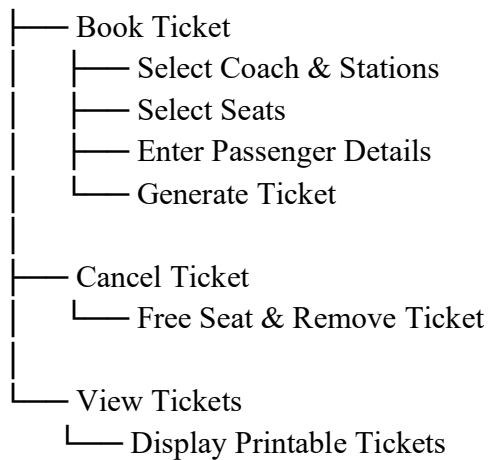 Book Ticket
Select Coach & Stations
Select Seats
Enter Passenger Details
Generate Ticket
Cancel Ticket
Free Seat & Remove Ticket
View Tickets
Display Printable Tickets